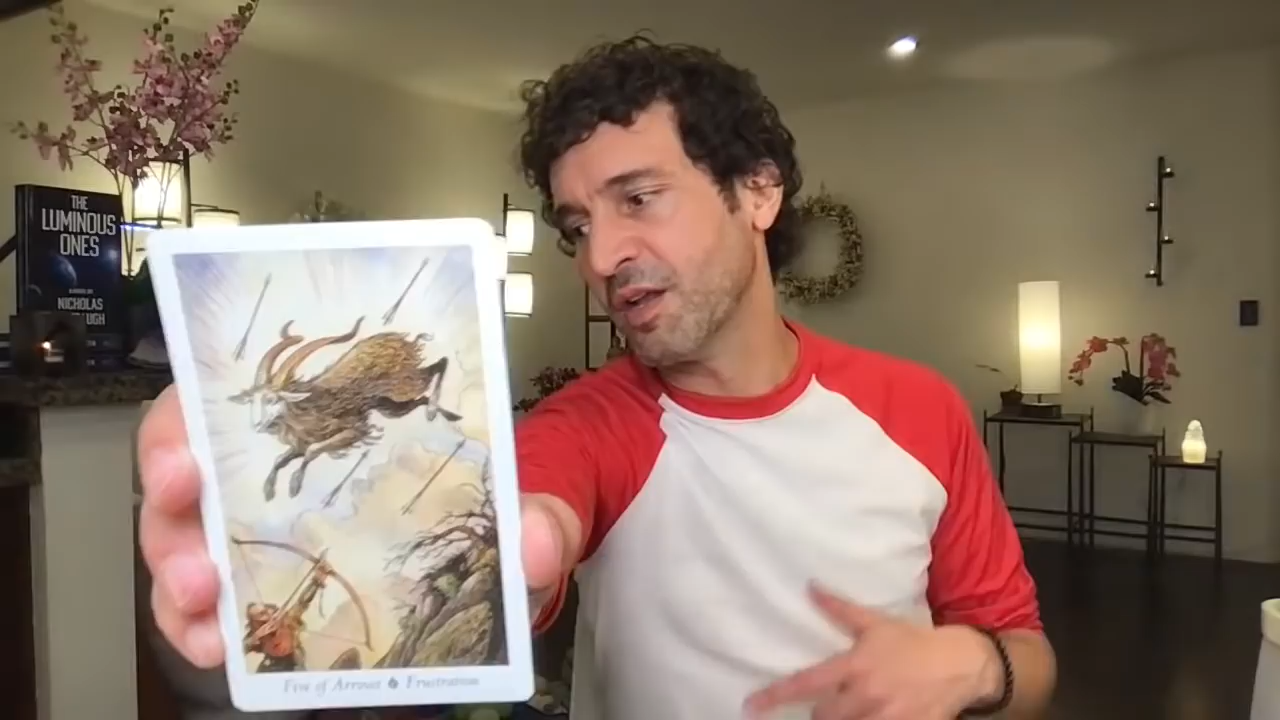 THE
LUMINOUS
ONES
NICHOLAS
Five of Arrows Frustration